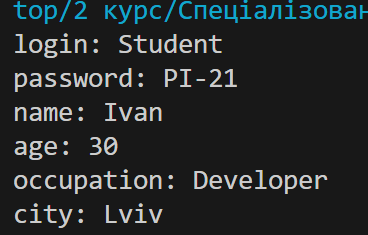 top/2 курс/Спеціалізован
login: Student
password: PI-21
name: Ivan
age: 30
occupation: Developer
city: Lviv